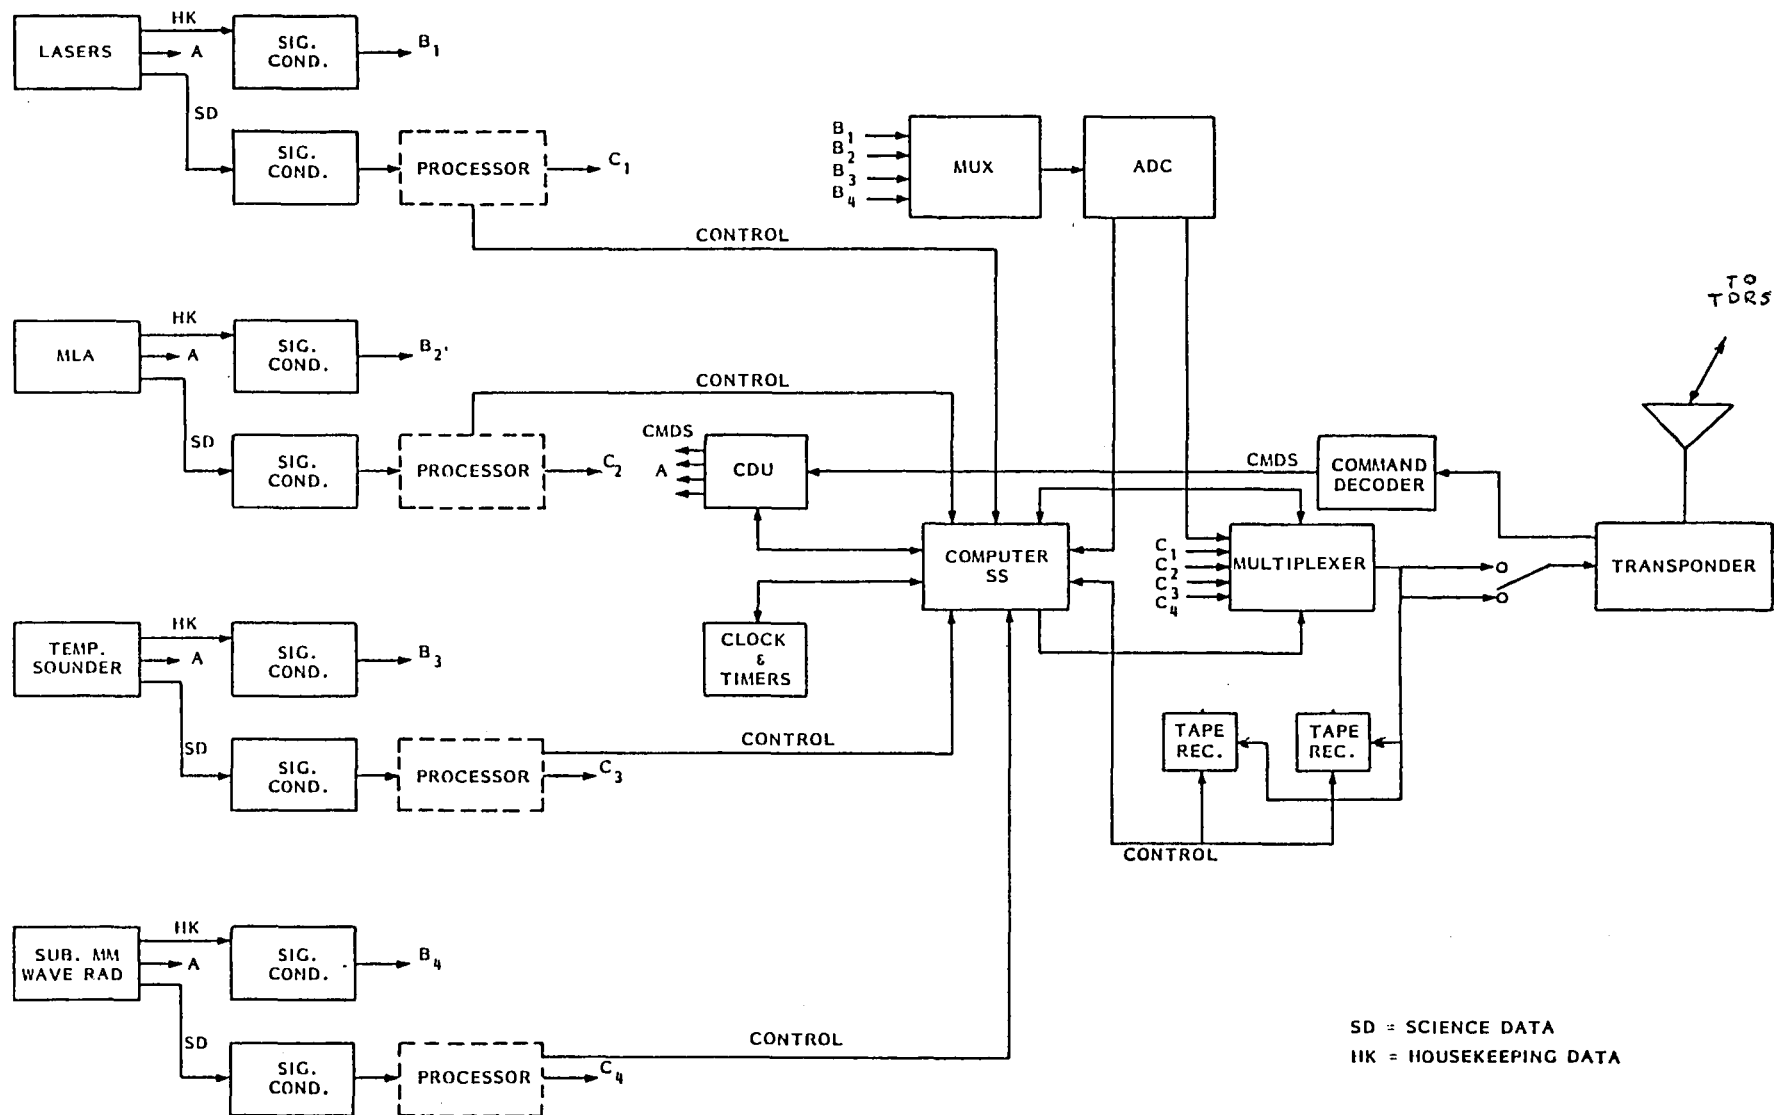 HK
LASERS
A
SIG.
COND.
B1
SD
SIG.
COND.
PROCESSOR
C1
CONTROL
B1
B2
B3
B4
MUX
ADC
TO
TDRS
HK
MLA
A
SIG.
COND.
B2
CONTROL
SD
SIG.
COND.
PROCESSOR
C2
CMDS
A
CDU
CMDS
COMMAND
DECODER
COMPUTER
SS
C1
C2
C3
C4
MULTIPLEXER
TRANSPONDER
CLOCK
&
TIMERS
HK
TEMP.
SOUNDER
A
SIG.
COND.
B3
SD
SIG.
COND.
PROCESSOR
C3
CONTROL
TAPE
REC.
TAPE
REC.
CONTROL
HK
SUB. MM
WAVE RAD
A
SIG.
COND.
B4
SD
SIG.
COND.
PROCESSOR
C4
CONTROL
SD = SCIENCE DATA
HK = HOUSEKEEPING DATA